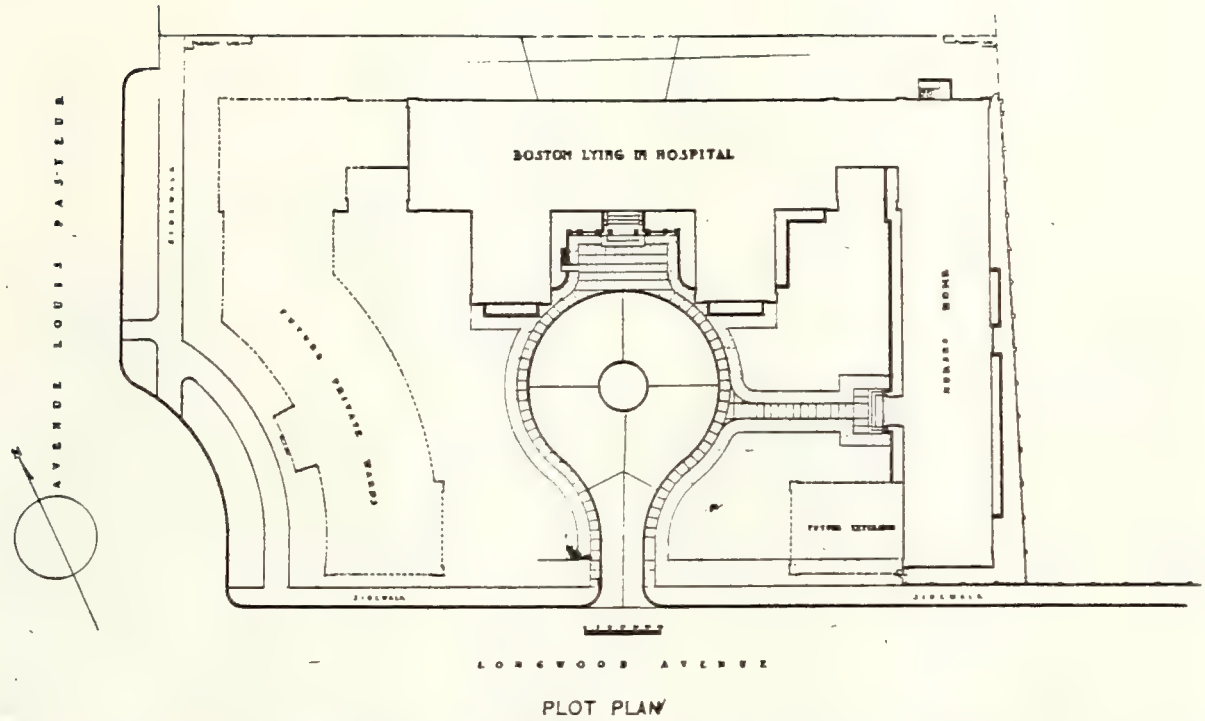 BOSTON LYING IN HOSPITAL
AVENUE LOUIS PASTEUR
SIDEWALK
FUTURE PRIVATE WARDS
NURSES HOME
FUTURE EXTENSION
SIDEWALK
SIDEWALK
LONGWOOD AVENUE
PLOT PLAN